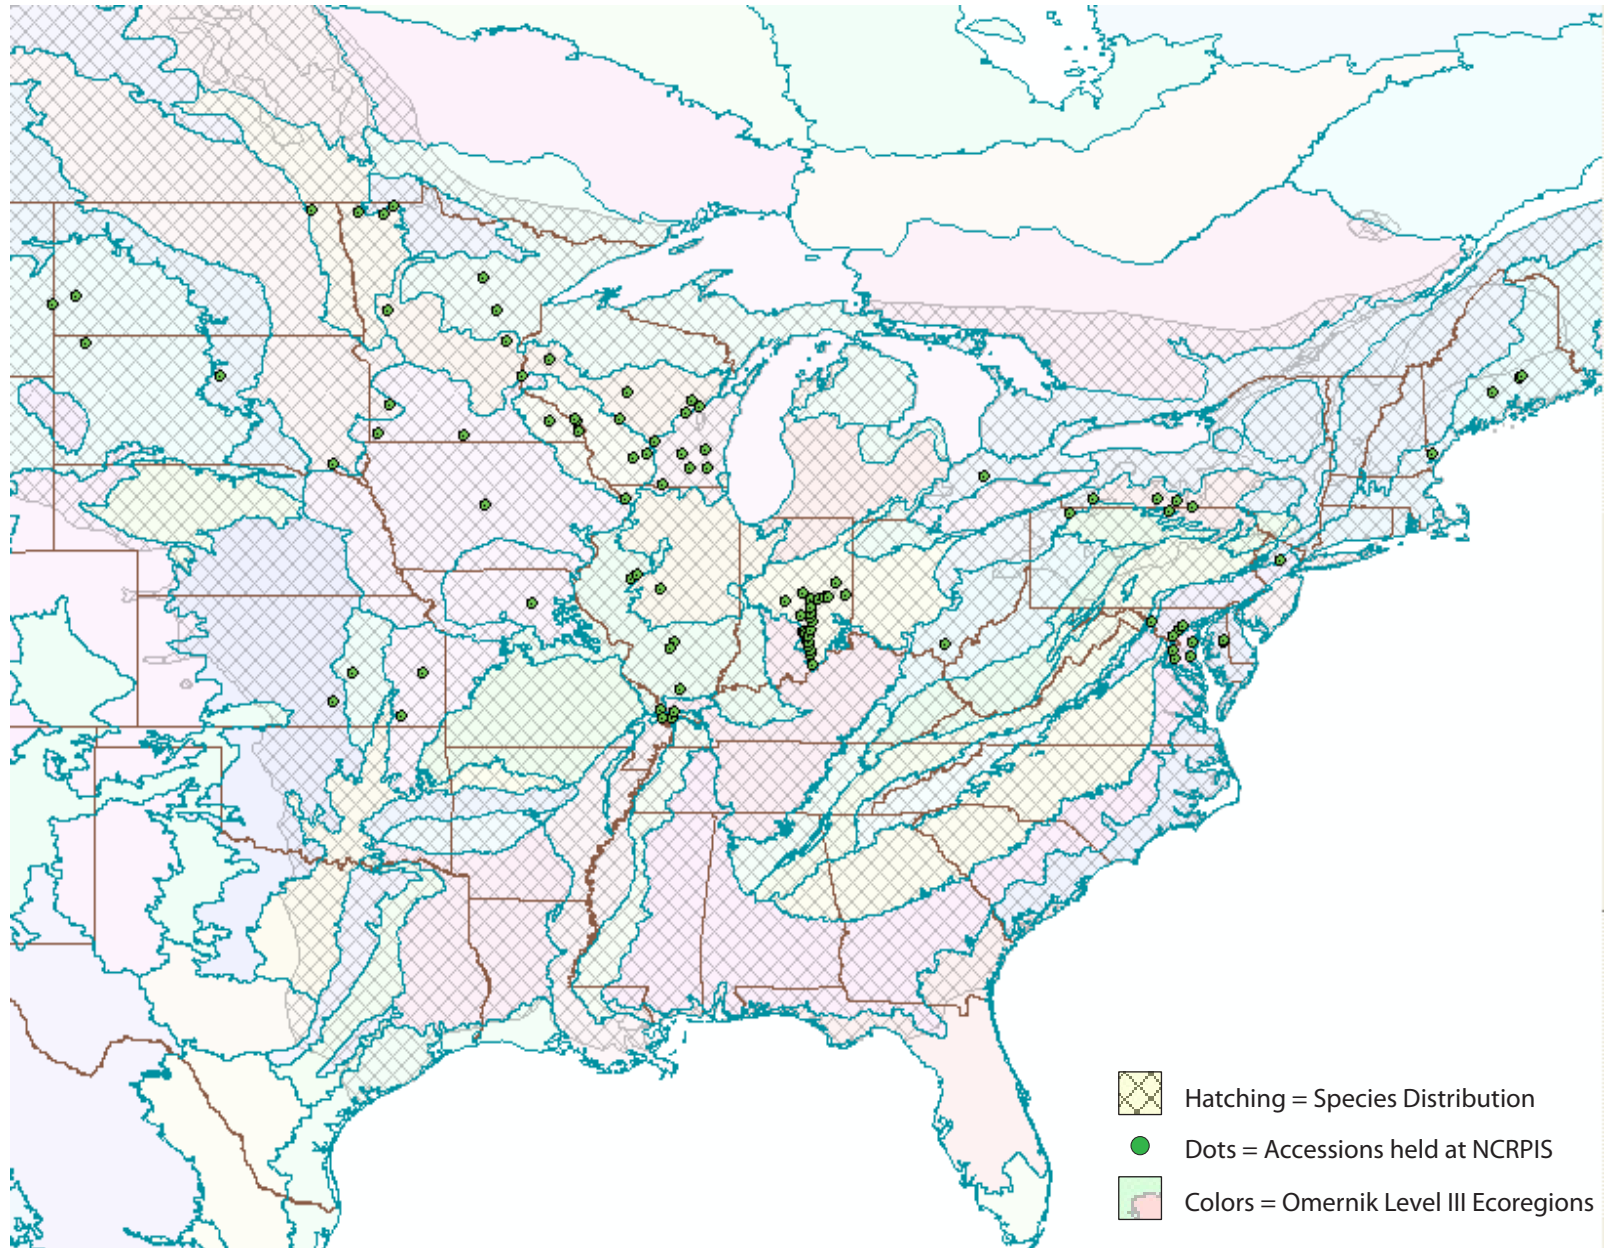 Hatching = Species Distribution
Dots = Accessions held at NCRPIS
Colors = Omernik Level III Ecoregions